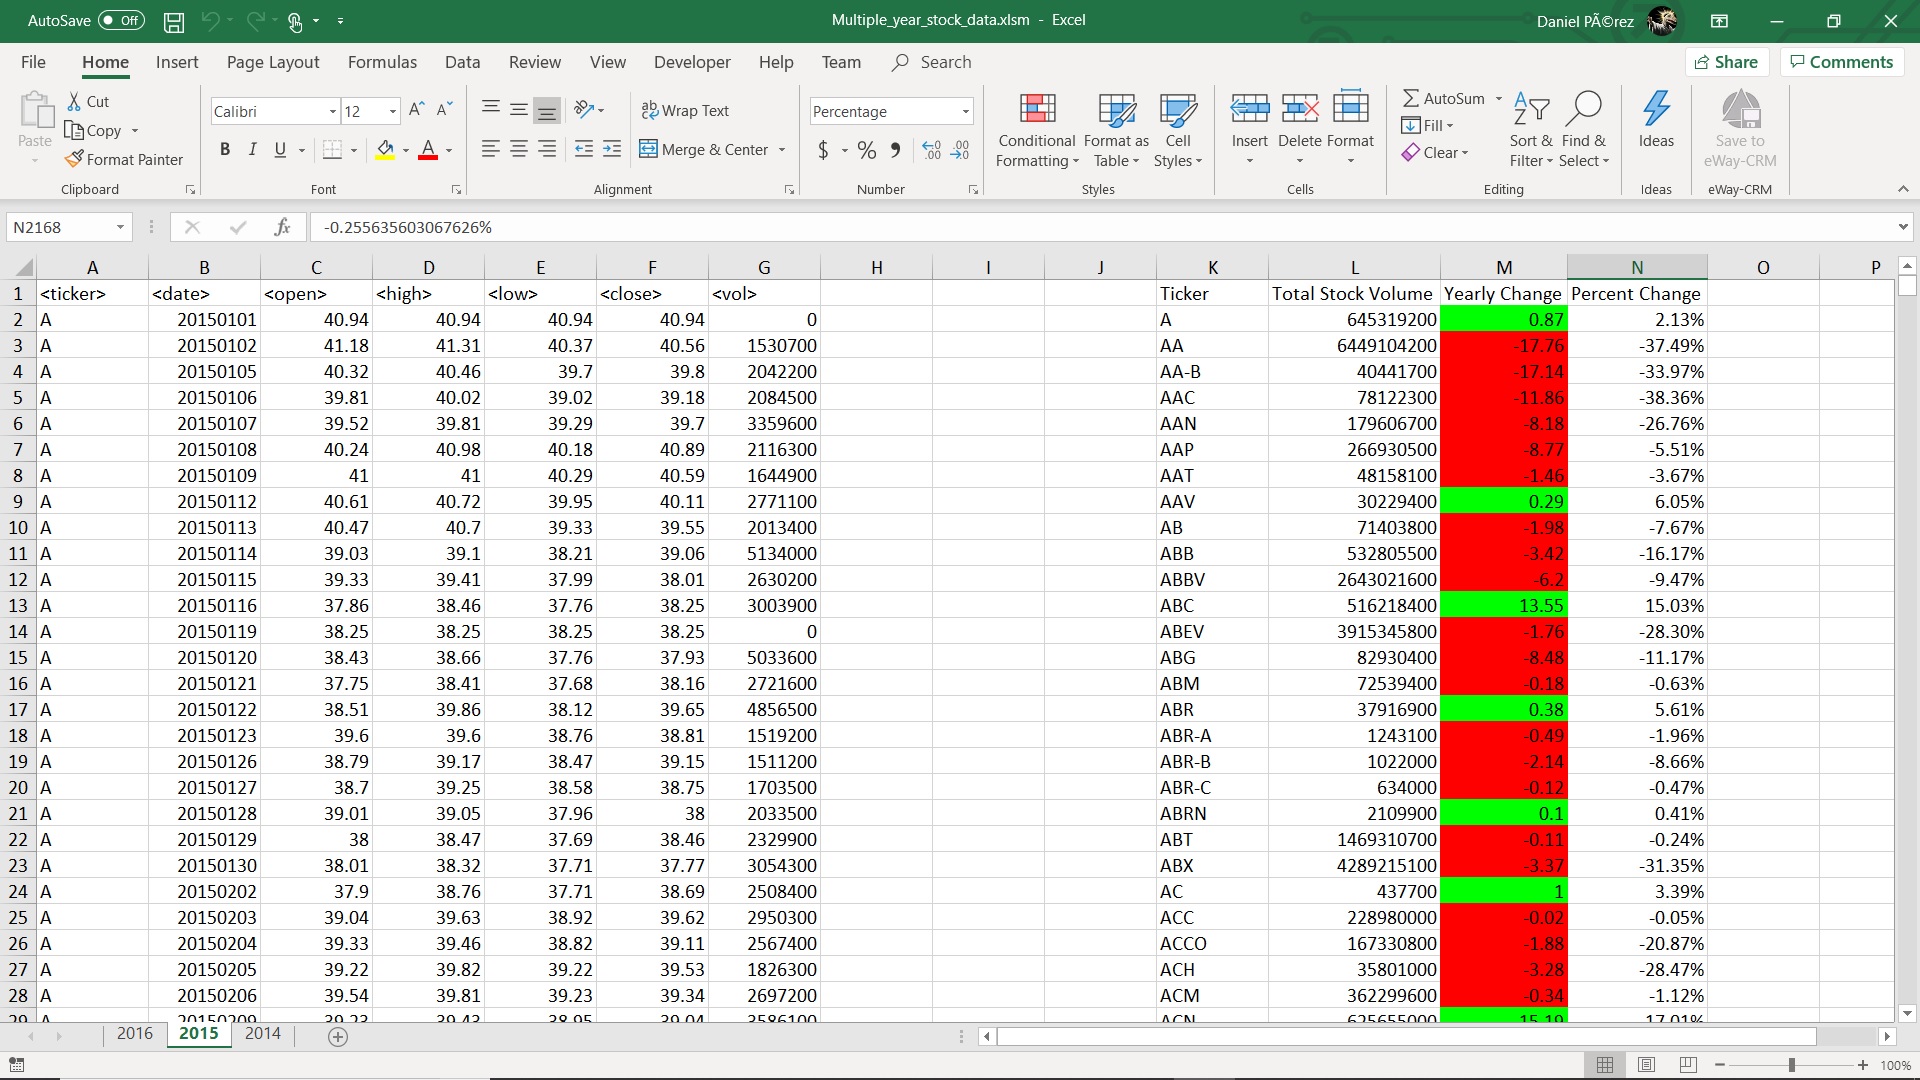 AutoSave Off Multiple_year_stock_data.xlsm - Excel Daniel PÃ©rez
File Home Insert Page Layout Formulas Data Review View Developer Help Team Search Share Comments
Paste Cut Copy Format Painter Clipboard
Calibri 12 B I U A Font
Wrap Text Merge & Center Alignment
Percentage $ % Number
Conditional Formatting Format as Table Cell Styles Styles
Insert Delete Format Cells
AutoSum Fill Clear Sort & Filter Find & Select Editing
Ideas Ideas
Save to eWay-CRM eWay-CRM
N2168 fx -0.255635603067626%
A B C D E F G H I J K L M N O P
1 <ticker> <date> <open> <high> <low> <close> <vol> Ticker Total Stock Volume Yearly Change Percent Change
2 A 20150101 40.94 40.94 40.94 40.94 0 A 645319200 0.87 2.13%
3 A 20150102 41.18 41.31 40.37 40.56 1530700 AA 6449104200 -17.76 -37.49%
4 A 20150105 40.32 40.46 39.7 39.8 2042200 AA-B 40441700 -17.14 -33.97%
5 A 20150106 39.81 40.02 39.02 39.18 2084500 AAC 78122300 -11.86 -38.36%
6 A 20150107 39.52 39.81 39.29 39.7 3359600 AAN 179606700 -8.18 -26.76%
7 A 20150108 40.24 40.98 40.18 40.89 2116300 AAP 266930500 -8.77 -5.51%
8 A 20150109 41 41 40.29 40.59 1644900 AAT 48158100 -1.46 -3.67%
9 A 20150112 40.61 40.72 39.95 40.11 2771100 AAV 30229400 0.29 6.05%
10 A 20150113 40.47 40.7 39.33 39.55 2013400 AB 71403800 -1.98 -7.67%
11 A 20150114 39.03 39.1 38.21 39.06 5134000 ABB 532805500 -3.42 -16.17%
12 A 20150115 39.33 39.41 37.99 38.01 2630200 ABBV 2643021600 -6.2 -9.47%
13 A 20150116 37.86 38.46 37.76 38.25 3003900 ABC 516218400 13.55 15.03%
14 A 20150119 38.25 38.25 38.25 38.25 0 ABEV 3915345800 -1.76 -28.30%
15 A 20150120 38.43 38.66 37.76 37.93 5033600 ABG 82930400 -8.48 -11.17%
16 A 20150121 37.75 38.41 37.68 38.16 2721600 ABM 72539400 -0.18 -0.63%
17 A 20150122 38.51 39.86 38.12 39.65 4856500 ABR 37916900 0.38 5.61%
18 A 20150123 39.6 39.6 38.76 38.81 1519200 ABR-A 1243100 -0.49 -1.96%
19 A 20150126 38.79 39.17 38.47 39.15 1511200 ABR-B 1022000 -2.14 -8.66%
20 A 20150127 38.7 39.25 38.58 38.75 1703500 ABR-C 634000 -0.12 -0.47%
21 A 20150128 39.01 39.05 37.96 38 2033500 ABRN 2109900 0.1 0.41%
22 A 20150129 38 38.47 37.69 38.46 2329900 ABT 1469310700 -0.11 -0.24%
23 A 20150130 38.01 38.32 37.71 37.77 3054300 ABX 4289215100 -3.37 -31.35%
24 A 20150202 37.9 38.76 37.71 38.69 2508400 AC 437700 1 3.39%
25 A 20150203 39.04 39.63 38.92 39.62 2950300 ACC 228980000 -0.02 -0.05%
26 A 20150204 39.33 39.46 38.82 39.11 2567400 ACCO 167330800 -1.88 -20.87%
27 A 20150205 39.22 39.82 39.22 39.53 1826300 ACH 35801000 -3.28 -28.47%
28 A 20150206 39.54 39.81 39.23 39.34 2697200 ACM 362299600 -0.34 -1.12%
29 A 20150209 39.23 39.43 38.95 39.04 3586100 ACN 625655000 15.19 17.01%
2016 2015 2014
100%